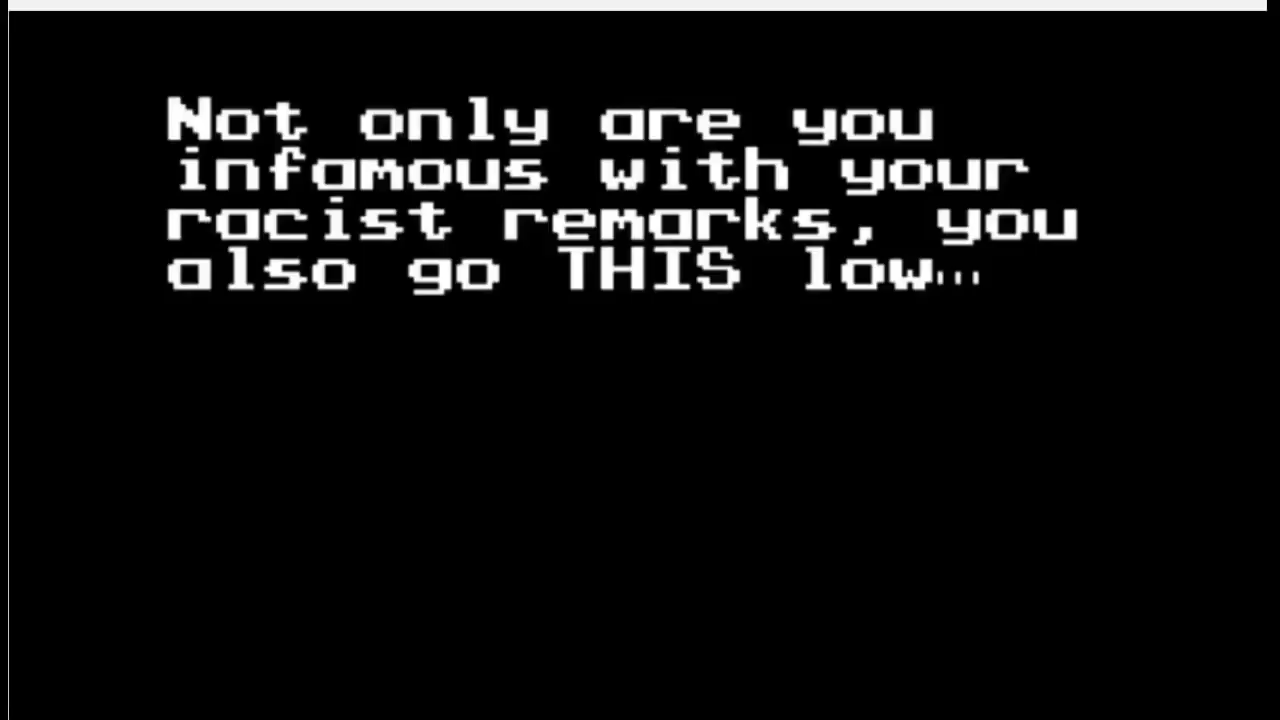 Not only are you
infamous with your
racist remarks, you
also go THIS low…